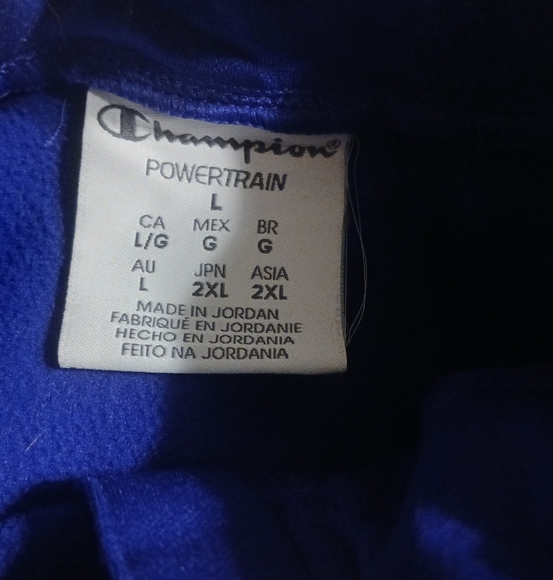 Champion®
POWERTRAIN
L
CA MEX BR
L/G G G
AU JPN ASIA
L 2XL 2XL
MADE IN JORDAN
FABRIQUÉ EN JORDANIE
HECHO EN JORDANIA
FEITO NA JORDANIA